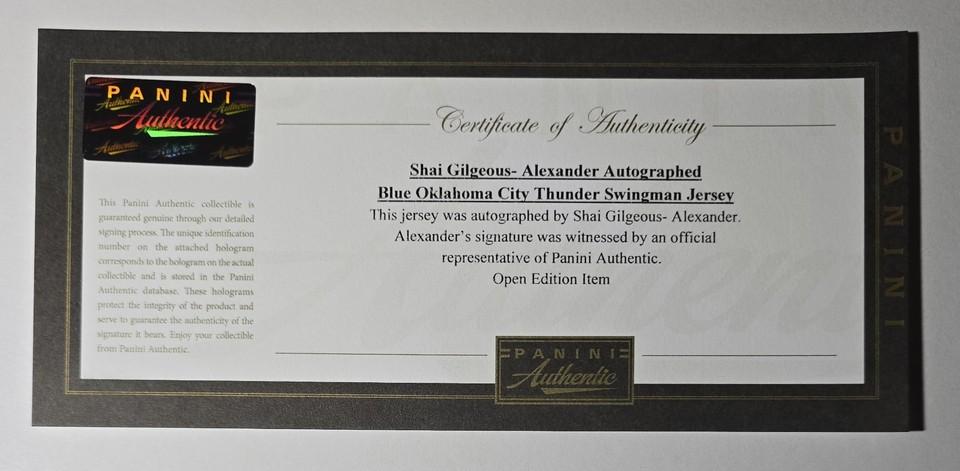 PANINI
Authentic
Certificate of Authenticity
Shai Gilgeous- Alexander Autographed
Blue Oklahoma City Thunder Swingman Jersey
This jersey was autographed by Shai Gilgeous- Alexander.
Alexander's signature was witnessed by an official
representative of Panini Authentic.
Open Edition Item
This Panini Authentic collectible is
guaranteed genuine through our detailed
signing process. The unique identification
number on the attached hologram
corresponds to the hologram on the actual
collectible and is stored in the Panini
Authentic database. These holograms
protect the integrity of the product and
serve to guarantee the authenticity of the
signature it bears. Enjoy your collectible
from Panini Authentic.
PANINI
Authentic
PANINI